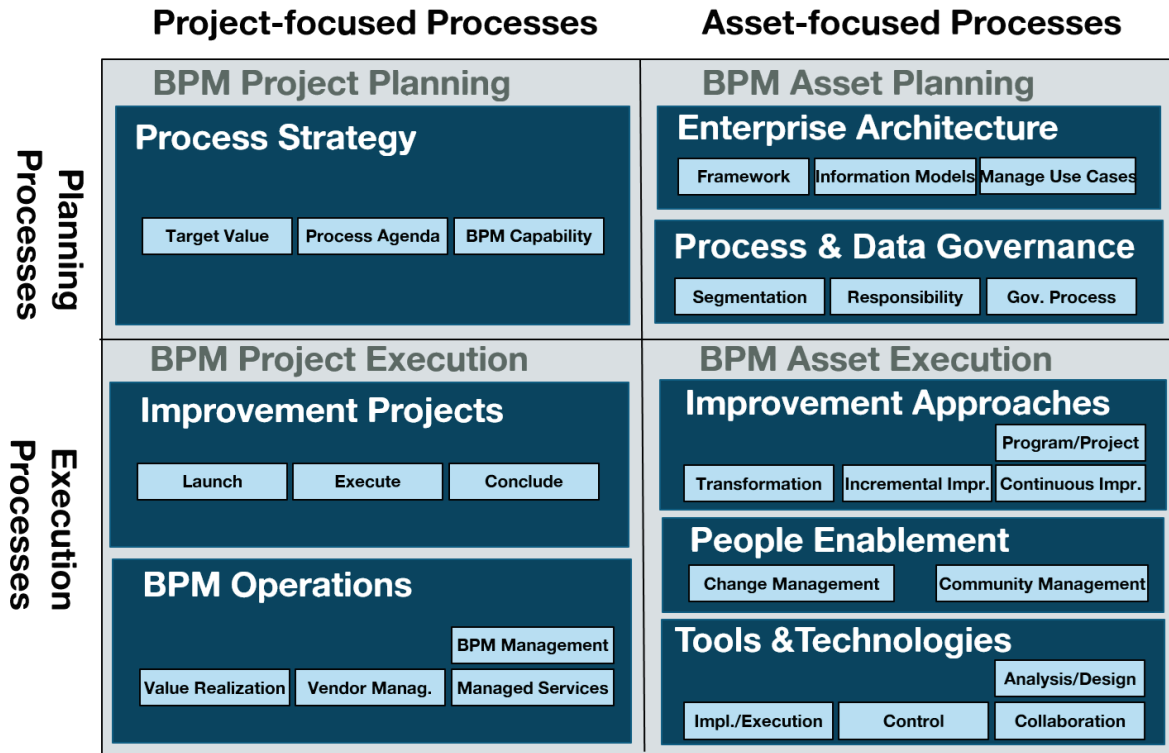 Project-focused Processes
Asset-focused Processes
Planning
Processes
BPM Project Planning
Process Strategy
Target Value
Process Agenda
BPM Capability
BPM Asset Planning
Enterprise Architecture
Framework
Information Models
Manage Use Cases
Process & Data Governance
Segmentation
Responsibility
Gov. Process
Execution
Processes
BPM Project Execution
Improvement Projects
Launch
Execute
Conclude
BPM Operations
BPM Management
Value Realization
Vendor Manag.
Managed Services
BPM Asset Execution
Improvement Approaches
Program/Project
Transformation
Incremental Impr.
Continuous Impr.
People Enablement
Change Management
Community Management
Tools &Technologies
Analysis/Design
Impl./Execution
Control
Collaboration